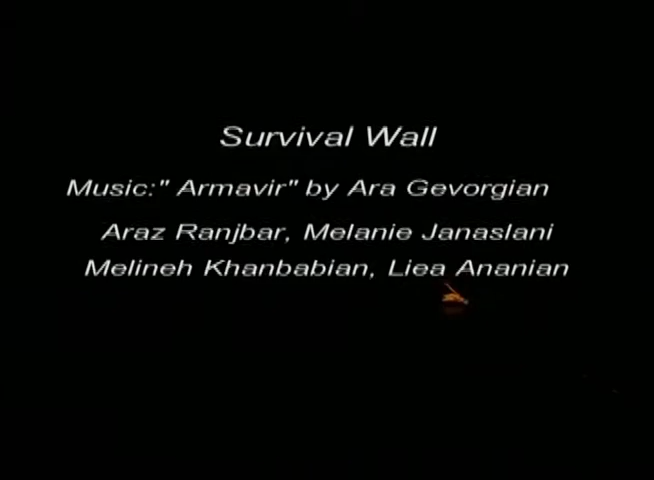 Survival Wall
Music:" Armavir" by Ara Gevorgian
Araz Ranjbar, Melanie Janaslani
Melineh Khanbabian, Liea Ananian